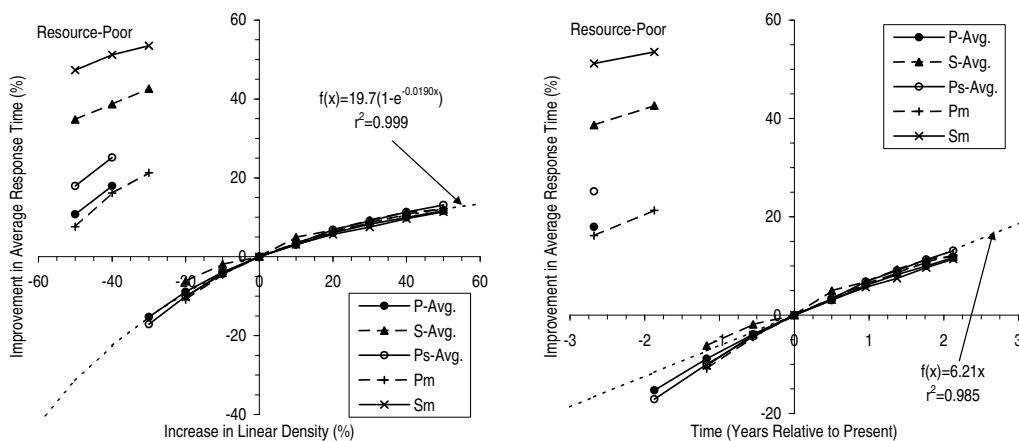 Improvement in Average Response Time (%)
Resource-Poor
60
40
20
0
-20
-40
-60 -40 -20 0 20 40 60
f(x)=19.7(1-e^-0.0190x)
r²=0.999
P-Avg.
S-Avg.
Ps-Avg.
Pm
Sm
Increase in Linear Density (%)
Improvement in Average Response Time (%)
Resource-Poor
60
40
20
0
-20
-3 -2 -1 0 1 2 3
P-Avg.
S-Avg.
Ps-Avg.
Pm
Sm
f(x)=6.21x
r²=0.985
Time (Years Relative to Present)